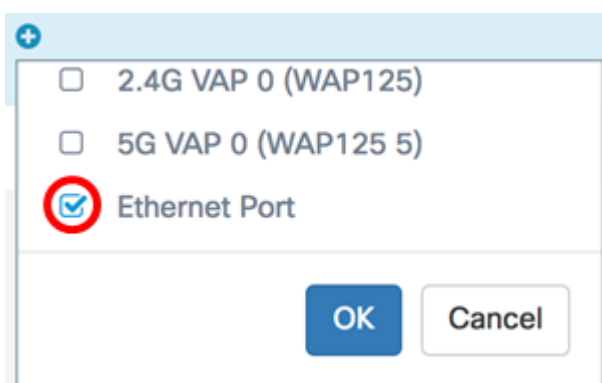 2.4G VAP 0 (WAP125)
5G VAP 0 (WAP125 5)
Ethernet Port
OK
Cancel